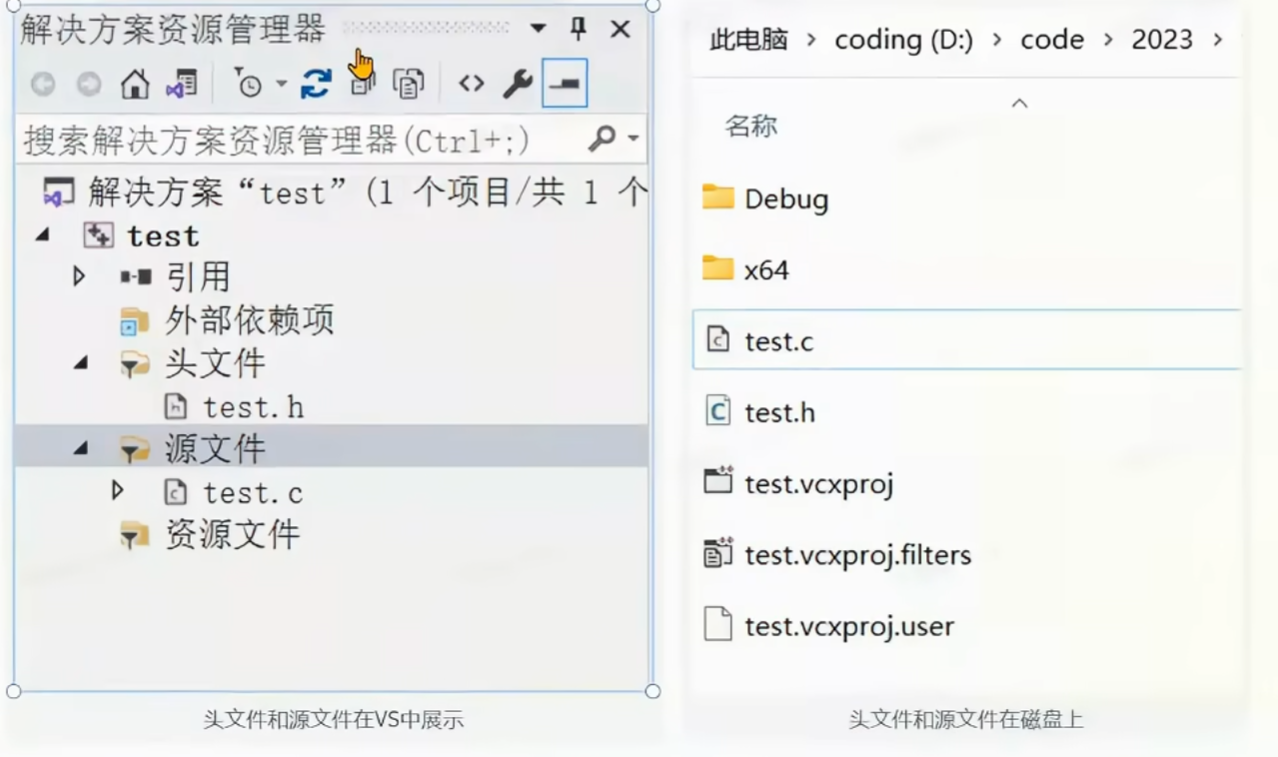 解决方案资源管理器
搜索解决方案资源管理器(Ctrl+;)
解决方案“test”(1 个项目/共 1 个
test
引用
外部依赖项
头文件
test.h
源文件
test.c
资源文件
头文件和源文件在VS中展示
此电脑 › coding (D:) › code › 2023 ›
名称
Debug
x64
test.c
test.h
test.vcxproj
test.vcxproj.filters
test.vcxproj.user
头文件和源文件在磁盘上